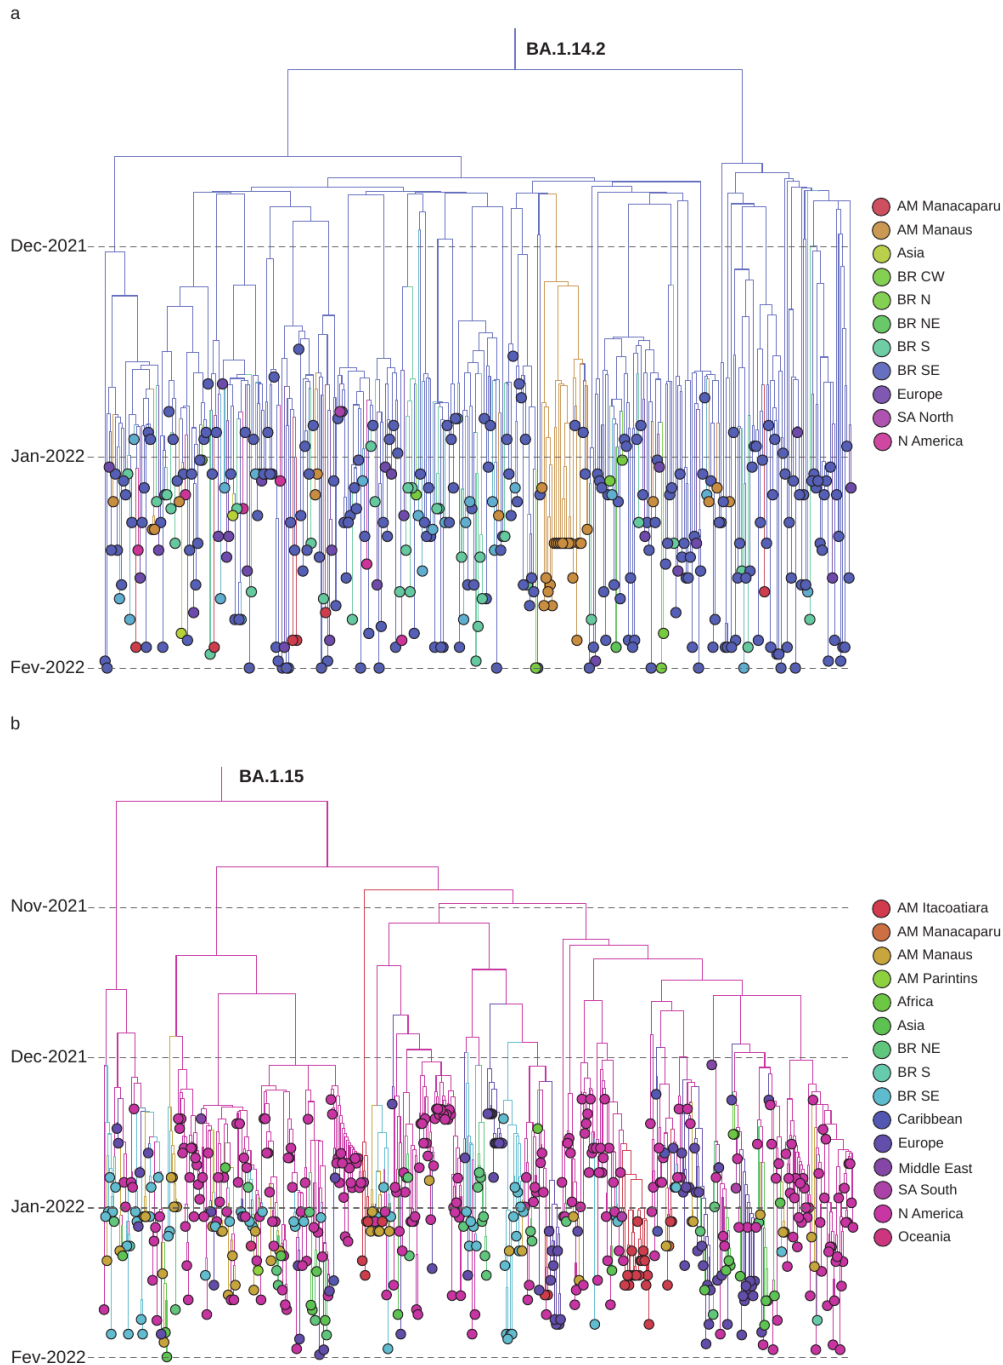 a
BA.1.14.2
AM Manacaparu
AM Manaus
Asia
BR CW
BR N
BR NE
BR S
BR SE
Europe
SA North
N America
Dec-2021
Jan-2022
Fev-2022
b
BA.1.15
Nov-2021
Dec-2021
Jan-2022
Fev-2022
AM Itacoatiara
AM Manacaparu
AM Manaus
AM Parintins
Africa
Asia
BR NE
BR S
BR SE
Caribbean
Europe
Middle East
SA South
N America
Oceania